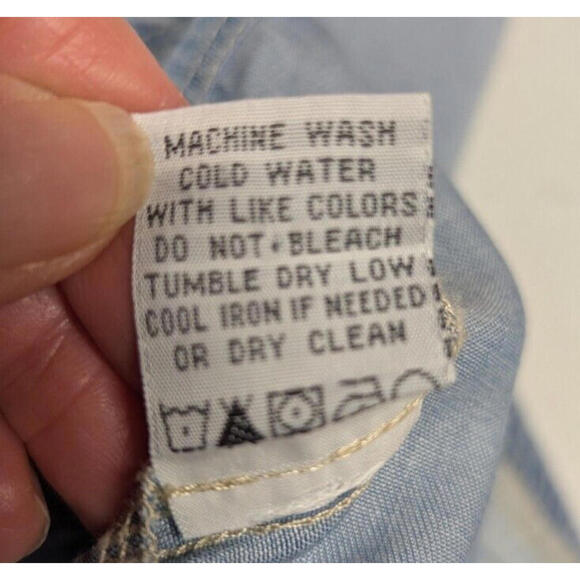 MACHINE WASH
COLD WATER
WITH LIKE COLORS
DO NOT BLEACH
TUMBLE DRY LOW
COOL IRON IF NEEDED
OR DRY CLEAN